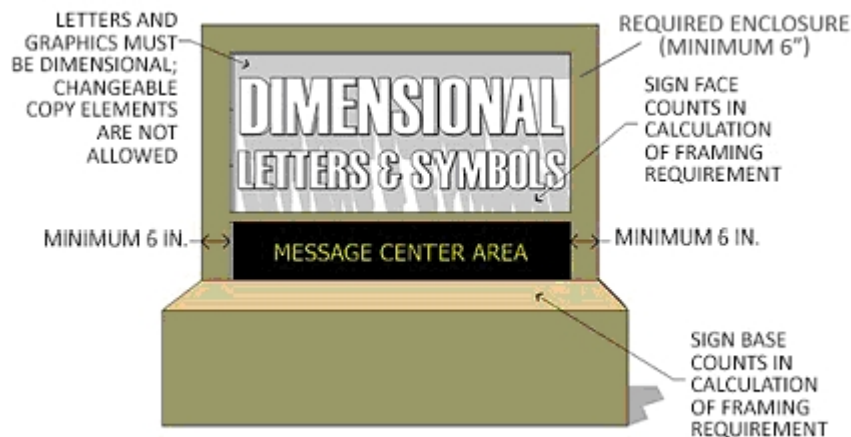 LETTERS AND
GRAPHICS MUST
BE DIMENSIONAL;
CHANGEABLE
COPY ELEMENTS
ARE NOT
ALLOWED
REQUIRED ENCLOSURE
(MINIMUM 6")
SIGN FACE
COUNTS IN
CALCULATION
OF FRAMING
REQUIREMENT
DIMENSIONAL
LETTERS & SYMBOLS
MINIMUM 6 IN.
MESSAGE CENTER AREA
MINIMUM 6 IN.
SIGN BASE
COUNTS IN
CALCULATION
OF FRAMING
REQUIREMENT